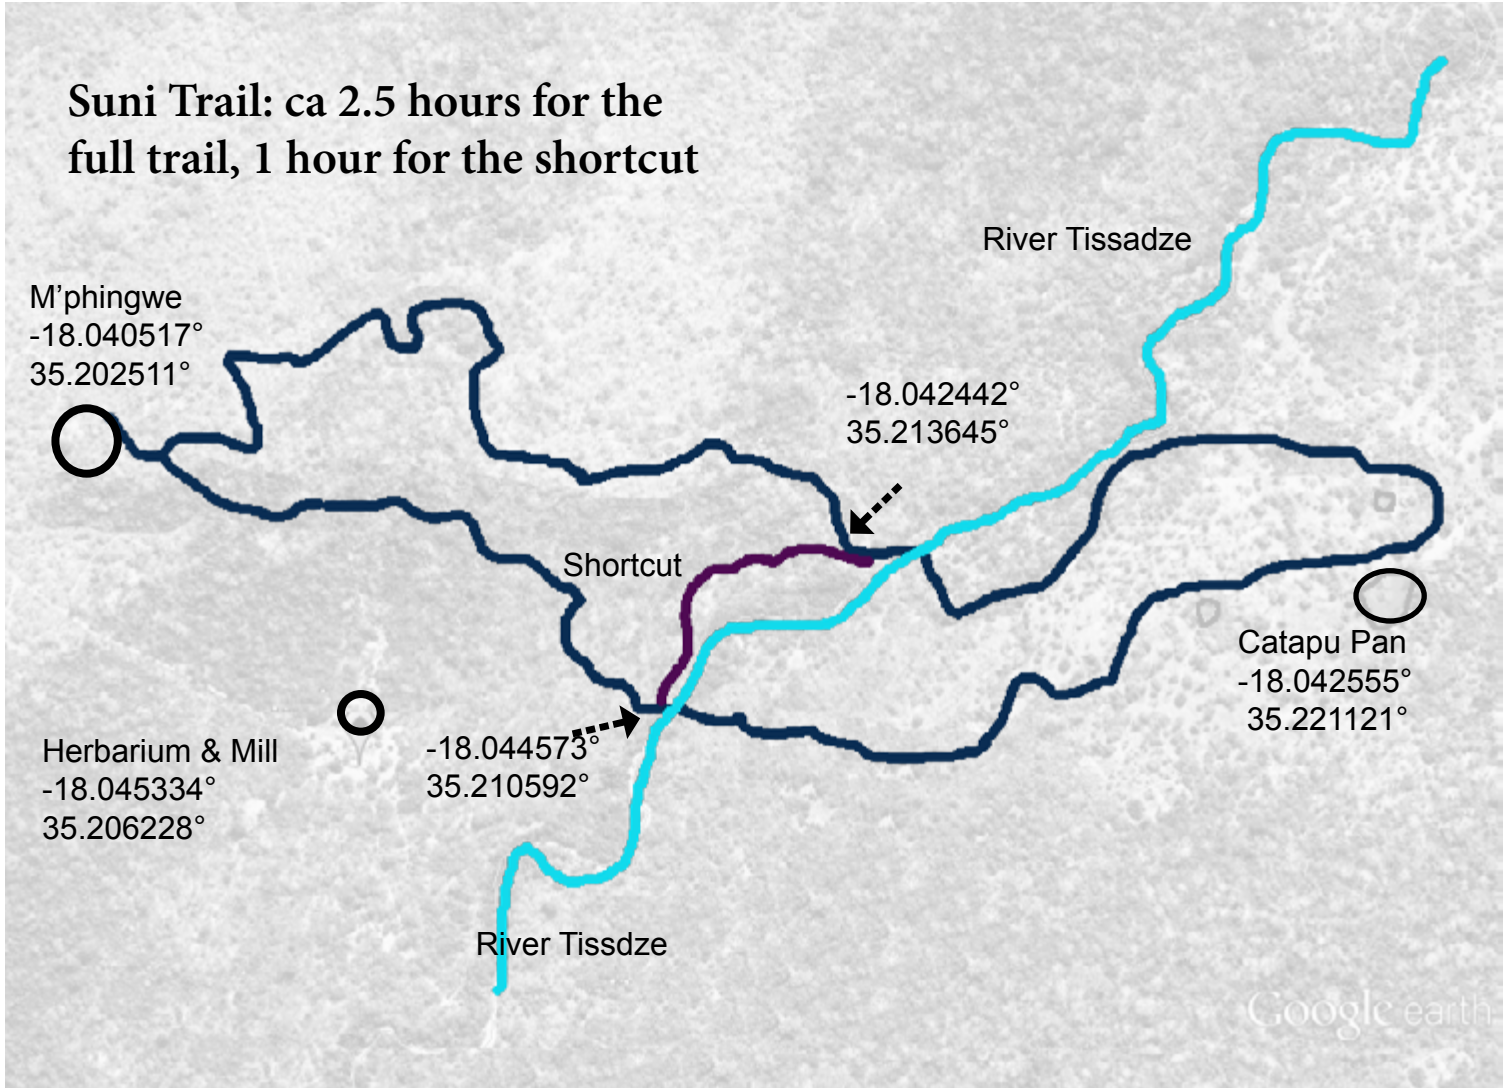 Suni Trail: ca 2.5 hours for the
full trail, 1 hour for the shortcut
River Tissadze
M'phingwe
-18.040517°
35.202511°
-18.042442°
35.213645°
Shortcut
Catapu Pan
-18.042555°
35.221121°
Herbarium & Mill
-18.045334°
35.206228°
-18.044573°
35.210592°
River Tissdze
Google earth